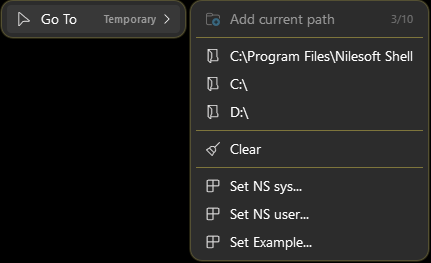 Go To Temporary
Add current path 3/10
C:\Program Files\Nilesoft Shell
C:\
D:\
Clear
Set NS sys...
Set NS user...
Set Example...